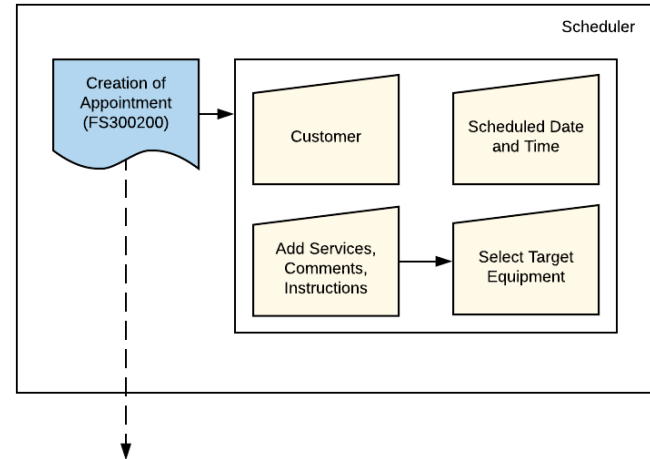 Scheduler
Creation of
Appointment
(FS300200)
Customer
Scheduled Date
and Time
Add Services,
Comments,
Instructions
Select Target
Equipment